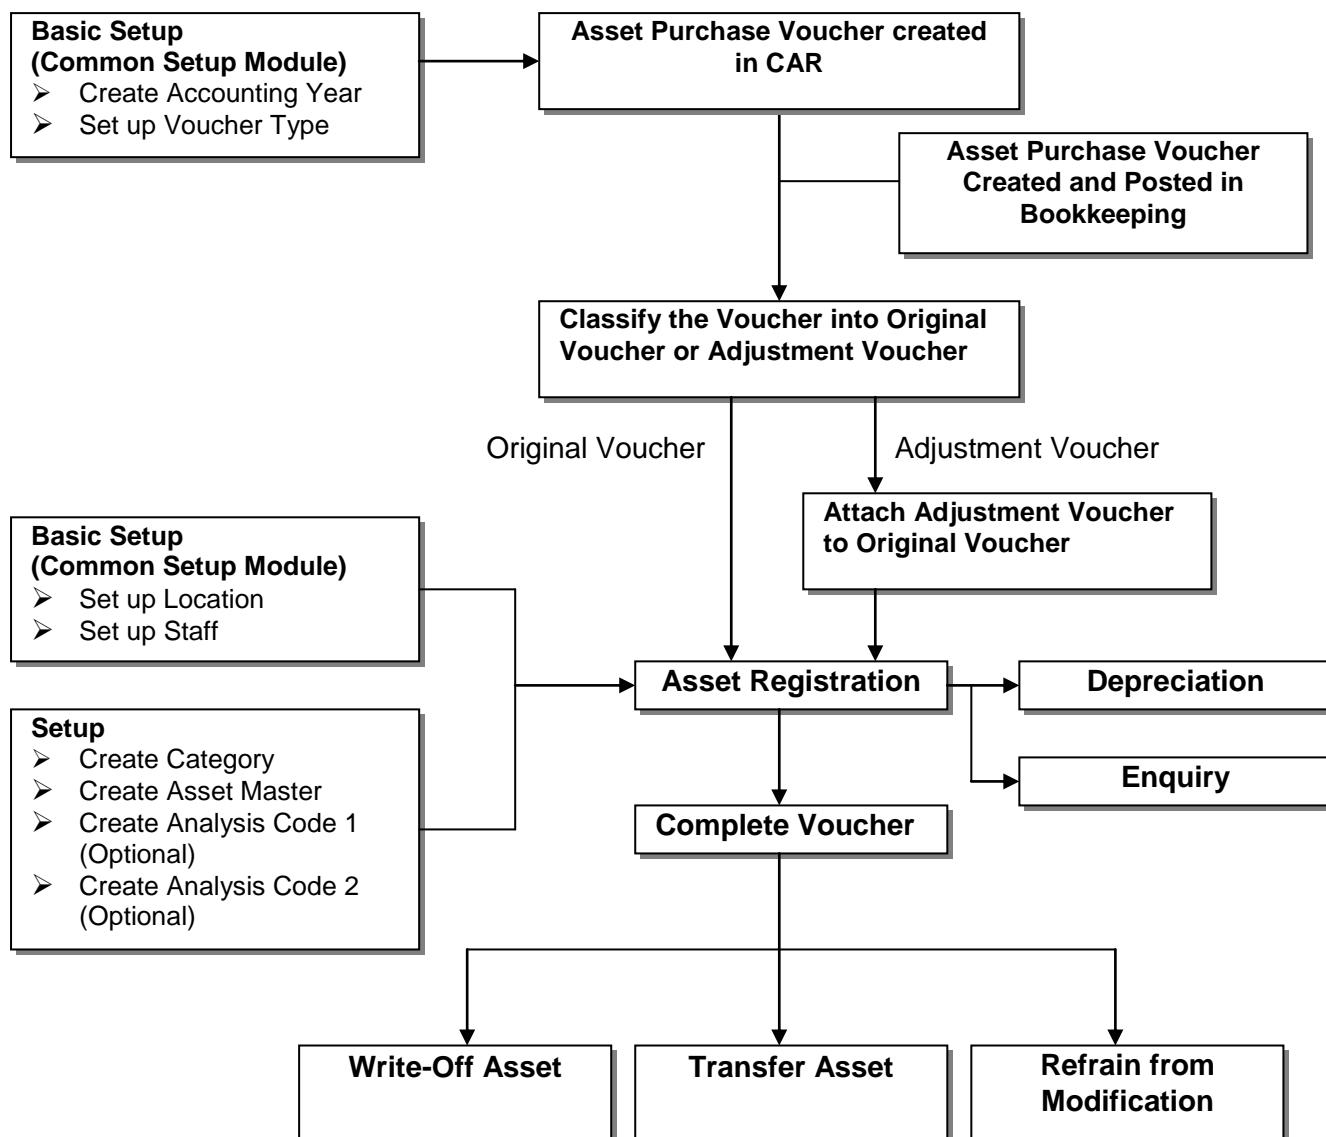 Basic Setup
(Common Setup Module)
➢ Create Accounting Year
➢ Set up Voucher Type
Asset Purchase Voucher created
in CAR
Asset Purchase Voucher
Created and Posted in
Bookkeeping
Classify the Voucher into Original
Voucher or Adjustment Voucher
Original Voucher
Adjustment Voucher
Attach Adjustment Voucher
to Original Voucher
Basic Setup
(Common Setup Module)
➢ Set up Location
➢ Set up Staff
Setup
➢ Create Category
➢ Create Asset Master
➢ Create Analysis Code 1
(Optional)
➢ Create Analysis Code 2
(Optional)
Asset Registration
Depreciation
Enquiry
Complete Voucher
Write-Off Asset
Transfer Asset
Refrain from
Modification